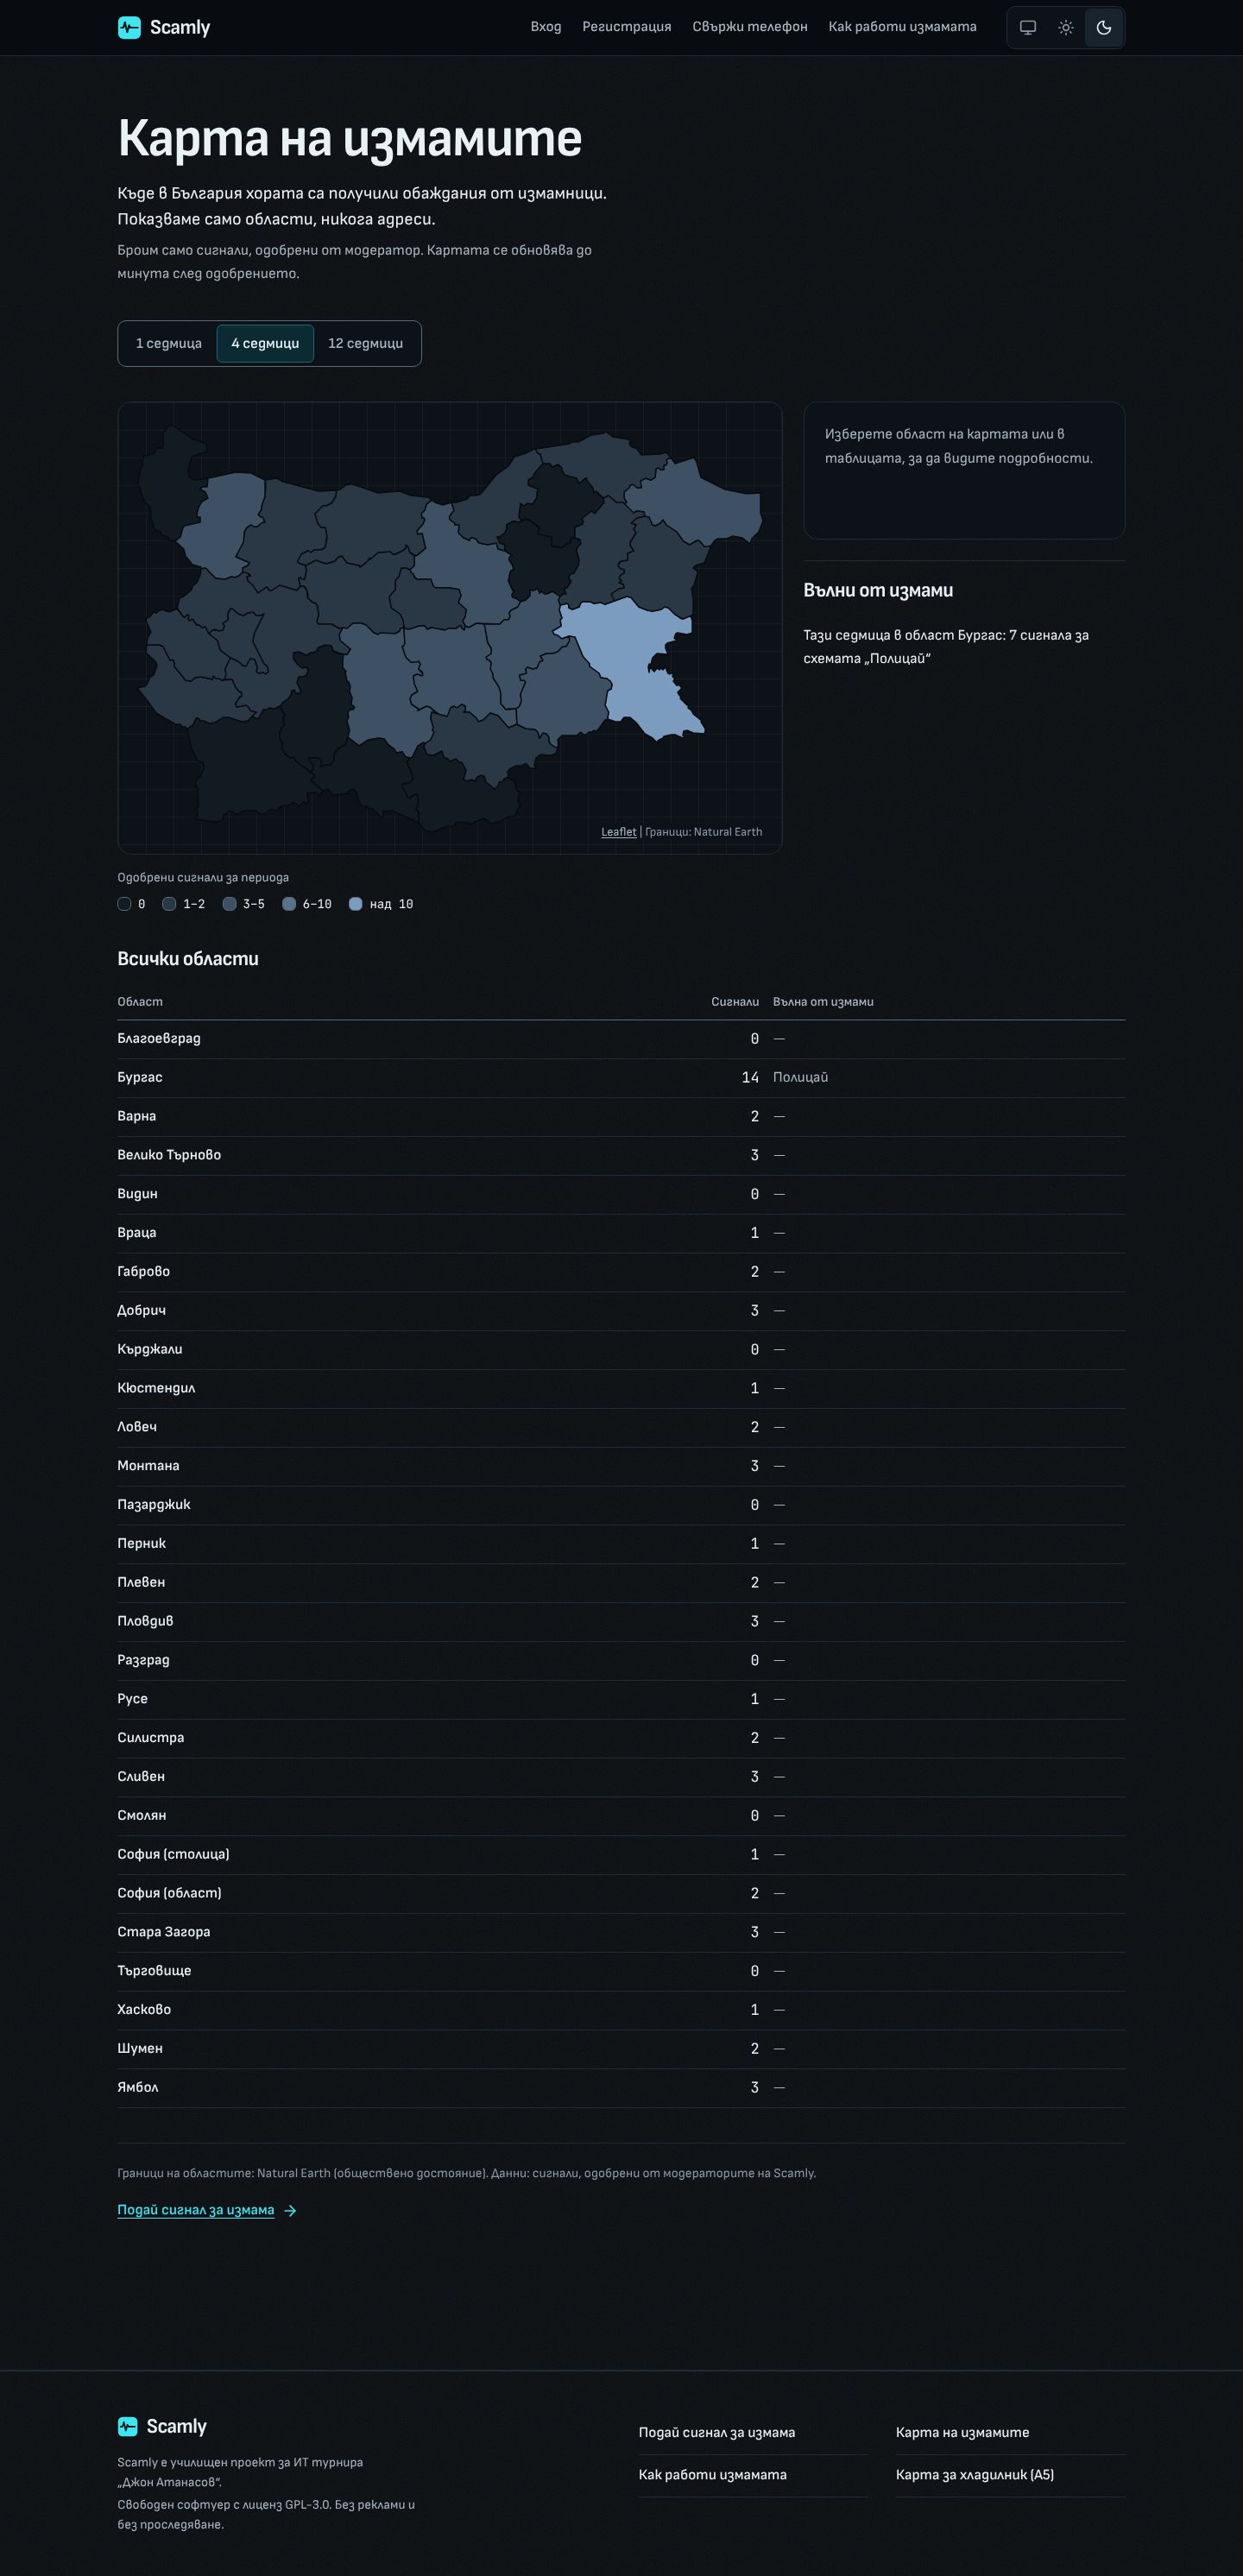 Scamly
Вход
Регистрация
Свържи телефон
Как работи измамата
Карта на измамите
Къде в България хората са получили обаждания от измамници.
Показваме само области, никога адреси.
Броим само сигнали, одобрени от модератор. Картата се обновява до
минута след одобрението.
1 седмица
4 седмици
12 седмици
Изберете област на картата или в
таблицата, за да видите подробности.
Вълни от измами
Тази седмица в област Бургас: 7 сигнала за
схемата „Полицай“
Leaflet | Граници: Natural Earth
Одобрени сигнали за периода
0 1–2 3–5 6–10 над 10
Всички области
Област Сигнали Вълна от измами
Благоевград 0 —
Бургас 14 Полицай
Варна 2 —
Велико Търново 3 —
Видин 0 —
Враца 1 —
Габрово 2 —
Добрич 3 —
Кърджали 0 —
Кюстендил 1 —
Ловеч 2 —
Монтана 3 —
Пазарджик 0 —
Перник 1 —
Плевен 2 —
Пловдив 3 —
Разград 0 —
Русе 1 —
Силистра 2 —
Сливен 3 —
Смолян 0 —
София (столица) 1 —
София (област) 2 —
Стара Загора 3 —
Търговище 0 —
Хасково 1 —
Шумен 2 —
Ямбол 3 —
Граници на областите: Natural Earth (обществено достояние). Данни: сигнали, одобрени от модераторите на Scamly.
Подай сигнал за измама →
Scamly
Scamly е училищен проект за ИТ турнира
„Джон Атанасов“.
Свободен софтуер с лиценз GPL-3.0. Без реклами и
без проследяване.
Подай сигнал за измама
Карта на измамите
Как работи измамата
Карта за хладилник (A5)